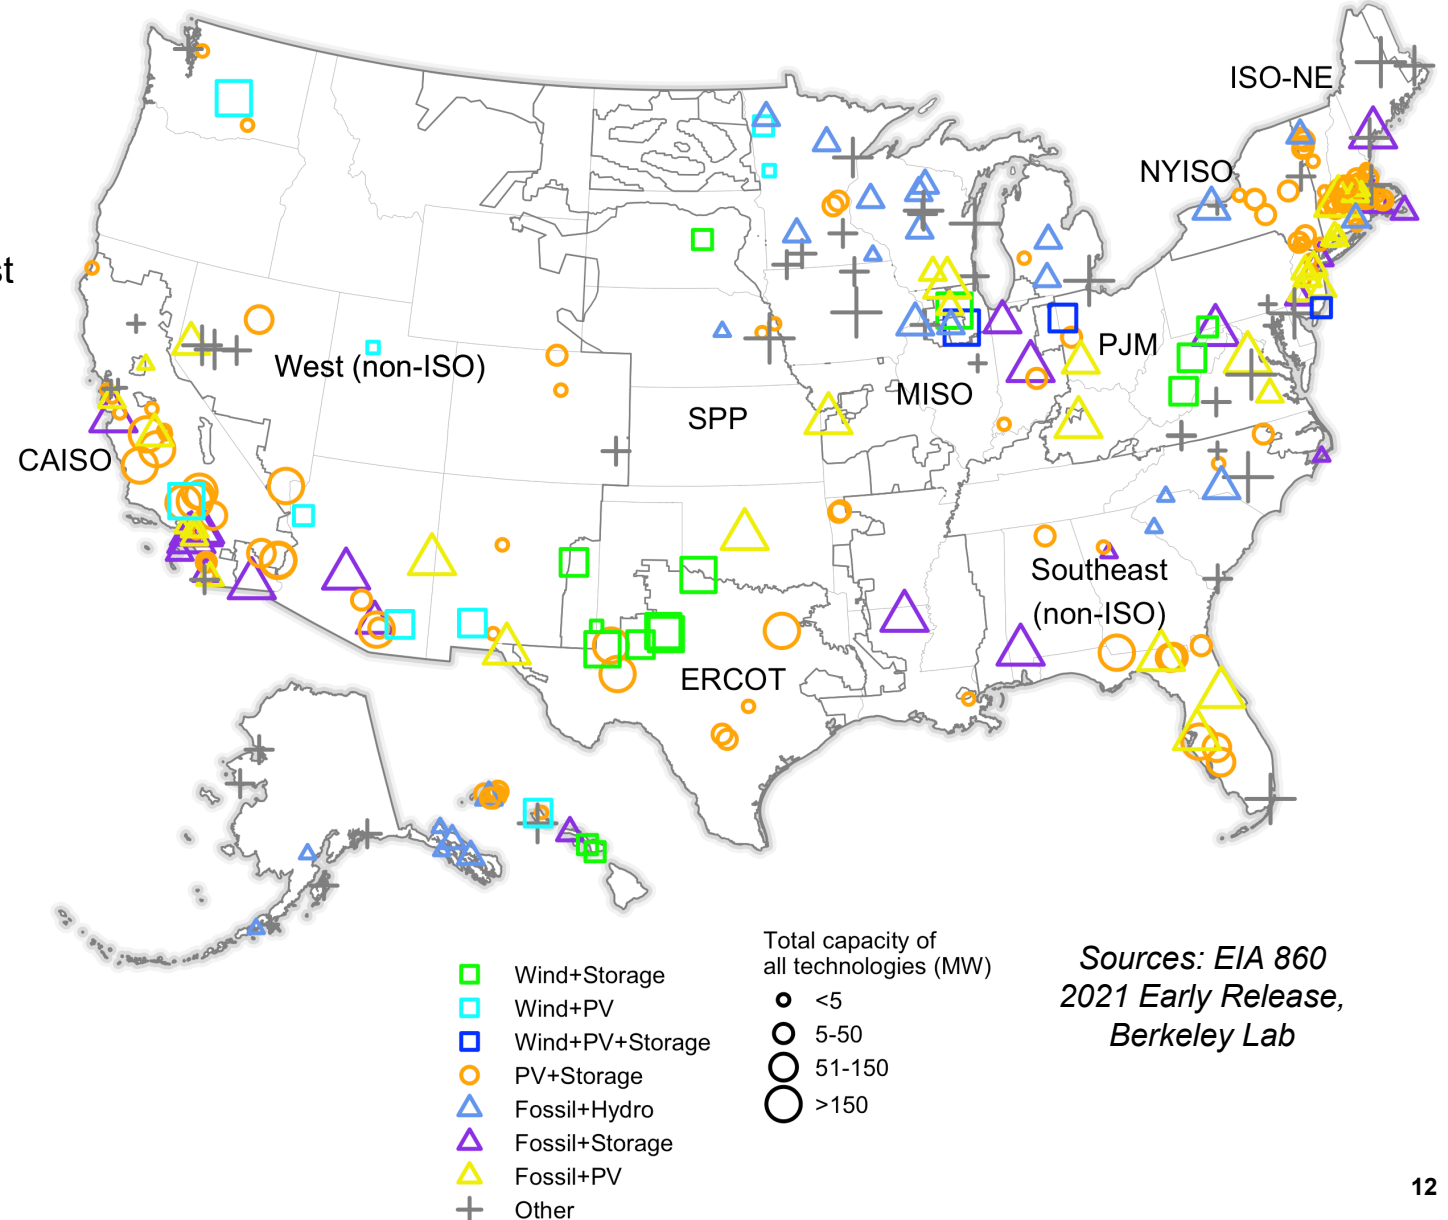 ISO-NE
NYISO
st
West (non-ISO)
PJM
MISO
SPP
CAISO
Southeast
(non-ISO)
ERCOT
Wind+Storage
Wind+PV
Wind+PV+Storage
PV+Storage
Fossil+Hydro
Fossil+Storage
Fossil+PV
Other
Total capacity of
all technologies (MW)
<5
5-50
51-150
>150
Sources: EIA 860
2021 Early Release,
Berkeley Lab
12